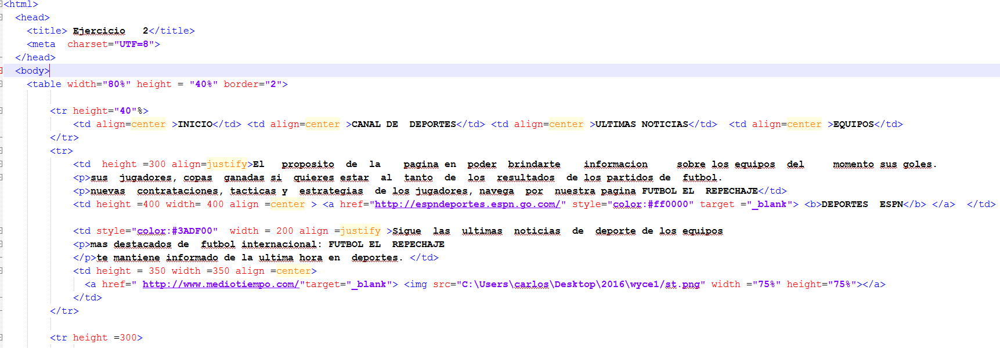 <html>
<head>
<title> Ejercicio   2</title>
<meta  charset="UTF=8">
</head>
<body>
<table width="80%" height = "40%" border="2">
<tr height="40"%>
<td align=center >INICIO</td> <td align=center >CANAL DE  DEPORTES</td> <td align=center >ULTIMAS NOTICIAS</td>  <td align=center >EQUIPOS</td>
</tr>
<tr>
<td  height =300 align=justify>El   proposito  de  la    pagina en  poder  brindarte    informacion     sobre los equipos  del     momento sus goles.
<p>sus  jugadores, copas  ganadas si  quieres estar  al  tanto  de  los  resultados  de los partidos de  futbol.
<p>nuevas  contrataciones, tacticas y  estrategias  de los jugadores, navega  por  nuestra pagina FUTBOL EL  REPECHAJE</td>
<td height =400 width= 400 align =center > <a href="http://espndeportes.espn.go.com/" style="color:#ff0000" target ="_blank"> <b>DEPORTES  ESPN</b> </a>  </td>
<td style="color:#3ADF00"  width = 200 align =justify >Sigue  las  ultimas  noticias  de  deporte de los equipos
<p>mas destacados de  futbol internacional: FUTBOL EL  REPECHAJE
</p>te mantiene informado de la ultima hora en  deportes. </td>
<td height = 350 width =350 align =center>
<a href=" http://www.mediotiempo.com/"target="_blank"> <img src="C:\Users\carlos\Desktop\2016\wyce1/st.png" width ="75%" height="75%"></a>
</td>
</tr>
<tr height =300>